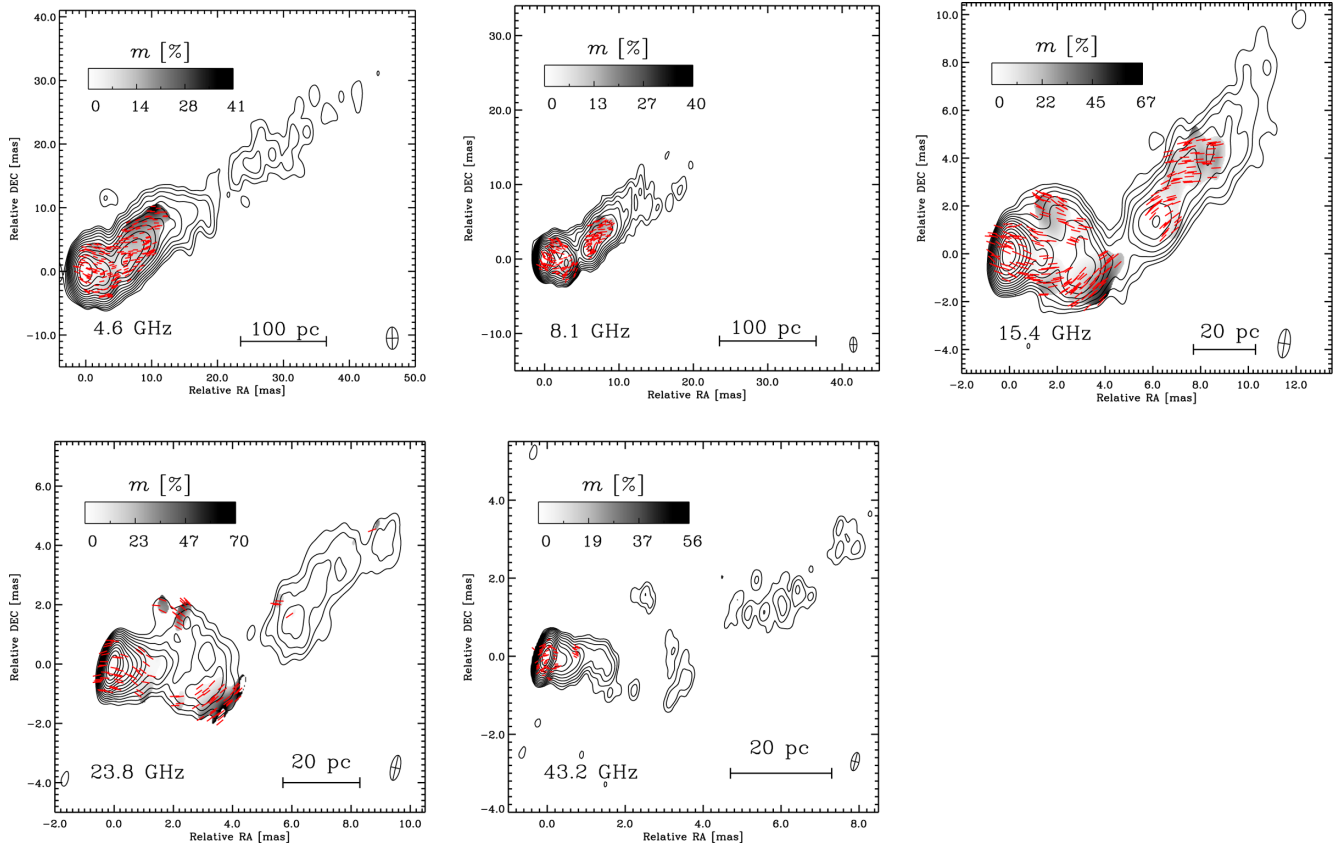 41.0
m [%]
0 14 28 41
30.0
20.0
10.0
0.0
−10.0
Relative DEC [mas]
4.6 GHz
100 pc
0.0 10.0 20.0 30.0 40.0 50.0
Relative RA [mas]
m [%]
0 13 27 40
30.0
20.0
10.0
0.0
−10.0
Relative DEC [mas]
8.1 GHz
100 pc
0.0 10.0 20.0 30.0 40.0
Relative RA [mas]
10.0
m [%]
0 22 45 67
8.0
6.0
4.0
2.0
0.0
−2.0
−4.0
Relative DEC [mas]
15.4 GHz
20 pc
−2.0 0.0 2.0 4.0 6.0 8.0 10.0 12.0
Relative RA [mas]
m [%]
0 23 47 70
6.0
4.0
2.0
0.0
−2.0
−4.0
Relative DEC [mas]
23.8 GHz
20 pc
−2.0 0.0 2.0 4.0 6.0 8.0 10.0
Relative RA [mas]
m [%]
0 19 37 56
4.0
2.0
0.0
−2.0
−4.0
Relative DEC [mas]
43.2 GHz
20 pc
0.0 2.0 4.0 6.0 8.0
Relative RA [mas]